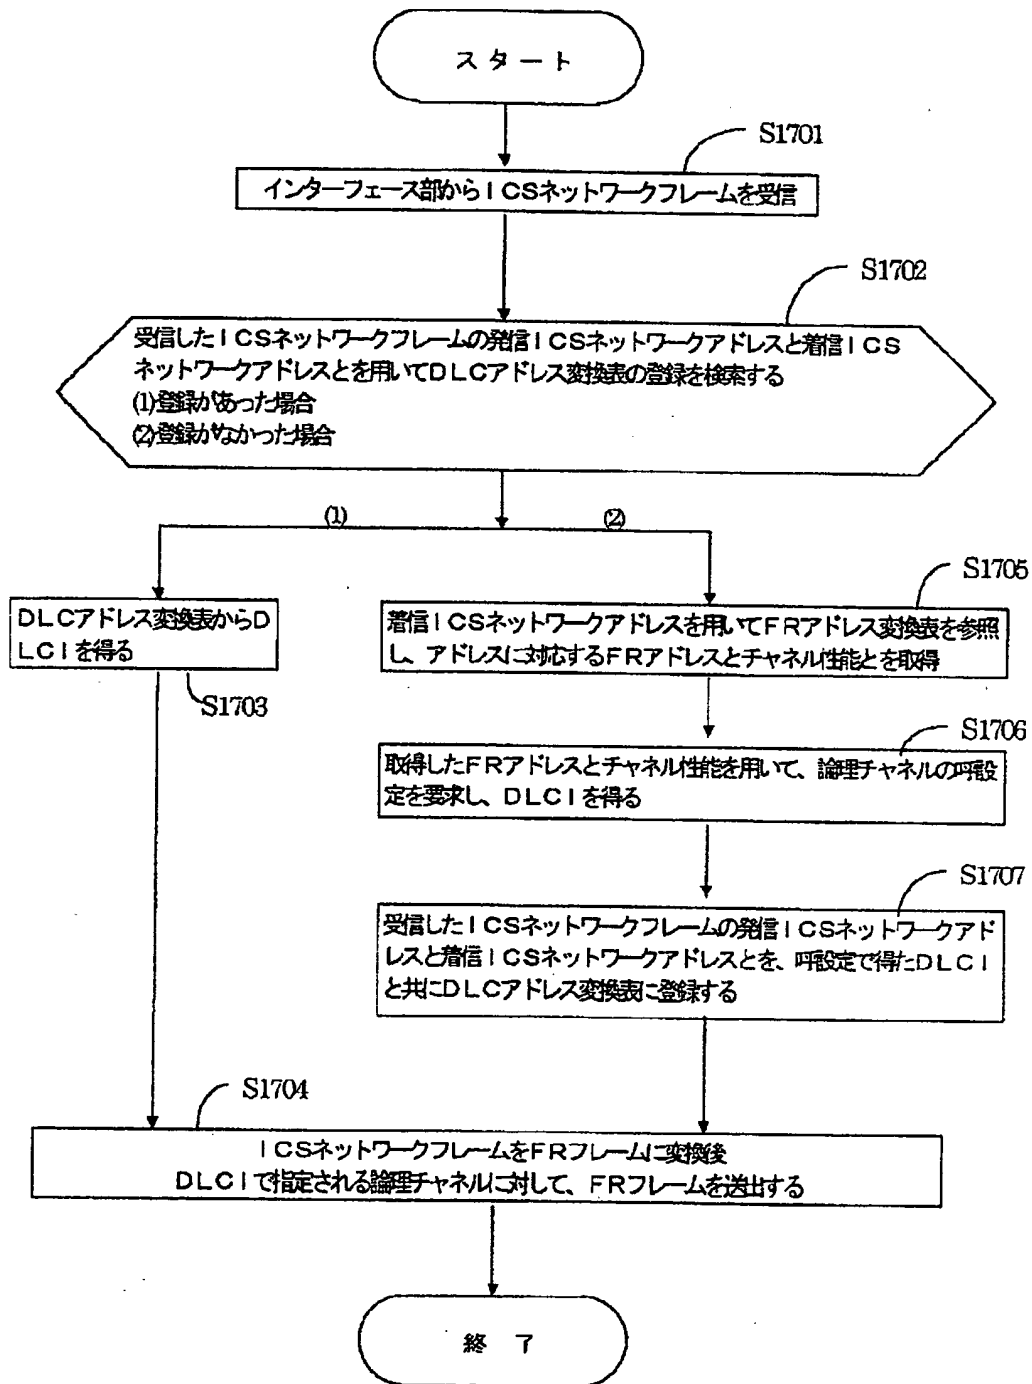 スタート
S1701
インターフェース部からICSネットワークフレームを受信
S1702
受信したICSネットワークフレームの発信ICSネットワークアドレスと着信ICS
ネットワークアドレスとを用いてDLCアドレス変換表の登録を検索する
(1)登録があった場合
(2)登録がなかった場合
(1)
(2)
DLCアドレス変換表からD
LCIを得る
S1703
S1705
着信ICSネットワークアドレスを用いてFRアドレス変換表を参照
し、アドレスに対応するFRアドレスとチャネル性能とを取得
S1706
取得したFRアドレスとチャネル性能を用いて、論理チャネルの呼設
定を要求し、DLCIを得る
S1707
受信したICSネットワークフレームの発信ICSネットワークアド
レスと着信ICSネットワークアドレスとを、呼設定で得たDLCI
と共にDLCアドレス変換表に登録する
S1704
ICSネットワークフレームをFRフレームに変換後
DLCIで指定される論理チャネルに対して、FRフレームを送出する
終了